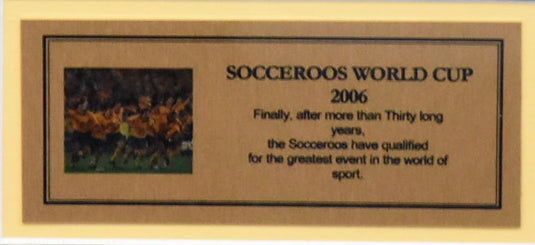 SOCCEROOS WORLD CUP
2006
Finally, after more than Thirty long
years,
the Socceroos have qualified
for the greatest event in the world of
sport.